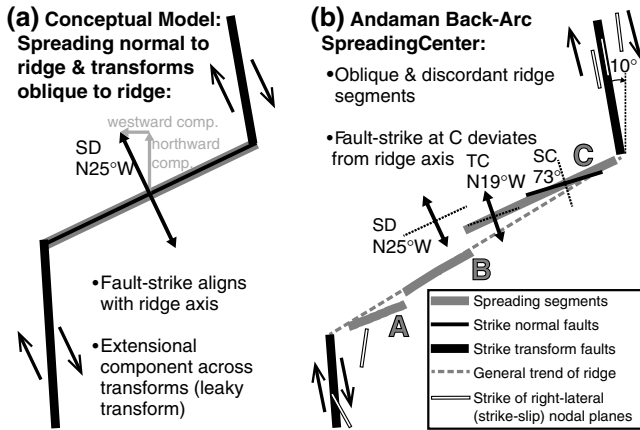 (a) Conceptual Model:
Spreading normal to
ridge & transforms
oblique to ridge:
westward comp.
northward
comp.
SD
N25°W
•Fault-strike aligns
with ridge axis
•Extensional
component across
transforms (leaky
transform)
(b) Andaman Back-Arc
SpreadingCenter:
•Oblique & discordant ridge
segments
•Fault-strike at C deviates
from ridge axis
10°
TC
N19°W
SC
73°
C
SD
N25°W
B
A
Spreading segments
Strike normal faults
Strike transform faults
General trend of ridge
Strike of right-lateral
(strike-slip) nodal planes